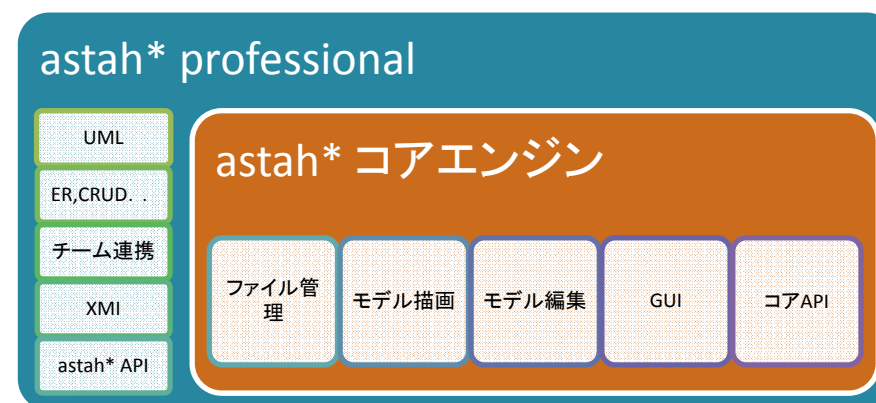 astah* professional
UML
ER,CRUD．．
チーム連携
XMI
astah* API
astah* コアエンジン
ファイル管
理
モデル描画
モデル編集
GUI
コアAPI